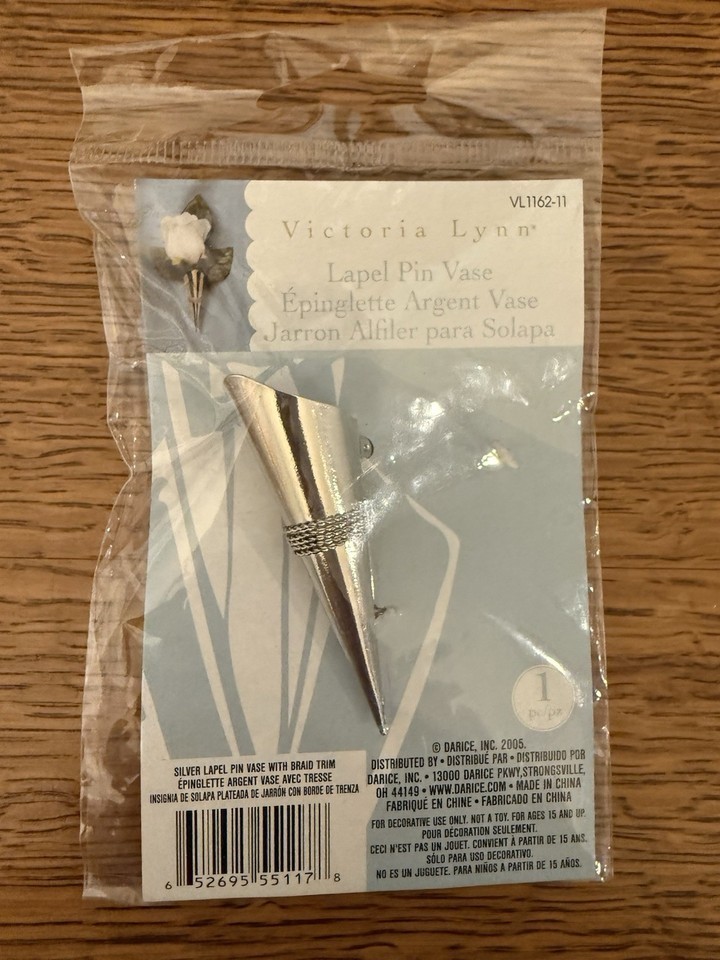 VL1162-11
Victoria Lynn®
Lapel Pin Vase
Épinglette Argent Vase
Jarron Alfiler para Solapa
1
pc/pz
SILVER LAPEL PIN VASE WITH BRAID TRIM
ÉPINGLETTE ARGENT VASE AVEC TRESSE
INSIGNIA DE SOLAPA PLATEADA DE JARRÓN CON BORDE DE TRENZA
6 52695 55117 8
© DARICE, INC. 2005.
DISTRIBUTED BY • DISTRIBUÉ PAR • DISTRIBUIDO POR
DARICE, INC. • 13000 DARICE PKWY, STRONGSVILLE,
OH 44149 • WWW.DARICE.COM • MADE IN CHINA
FABRIQUÉ EN CHINE • FABRICADO EN CHINA
FOR DECORATIVE USE ONLY. NOT A TOY. FOR AGES 15 AND UP.
POUR DÉCORATION SEULEMENT.
CECI N'EST PAS UN JOUET. CONVIENT À PARTIR DE 15 ANS.
SÓLO PARA USO DECORATIVO.
NO ES UN JUGUETE. PARA NIÑOS A PARTIR DE 15 AÑOS.